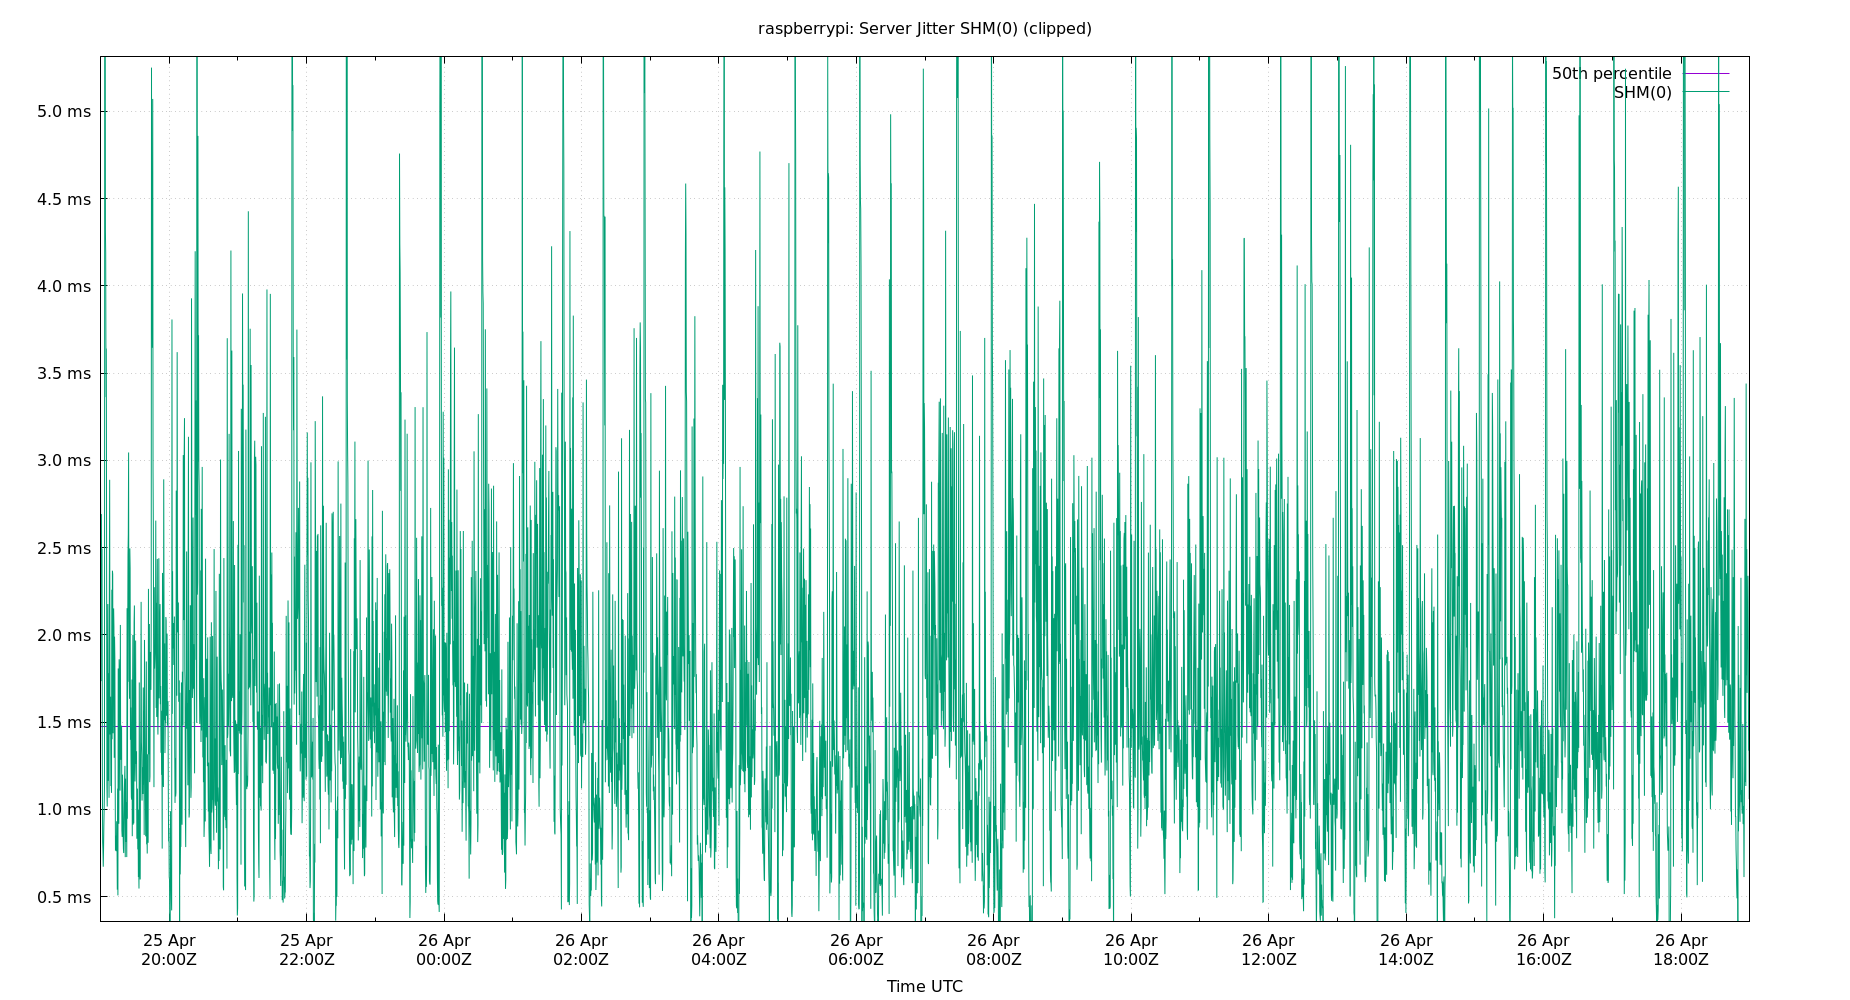 raspberrypi: Server Jitter SHM(0) (clipped)
50th percentile
SHM(0)
5.0 ms
4.5 ms
4.0 ms
3.5 ms
3.0 ms
2.5 ms
2.0 ms
1.5 ms
1.0 ms
0.5 ms
25 Apr 25 Apr 26 Apr 26 Apr 26 Apr 26 Apr 26 Apr 26 Apr 26 Apr 26 Apr 26 Apr 26 Apr
20:00Z 22:00Z 00:00Z 02:00Z 04:00Z 06:00Z 08:00Z 10:00Z 12:00Z 14:00Z 16:00Z 18:00Z
Time UTC